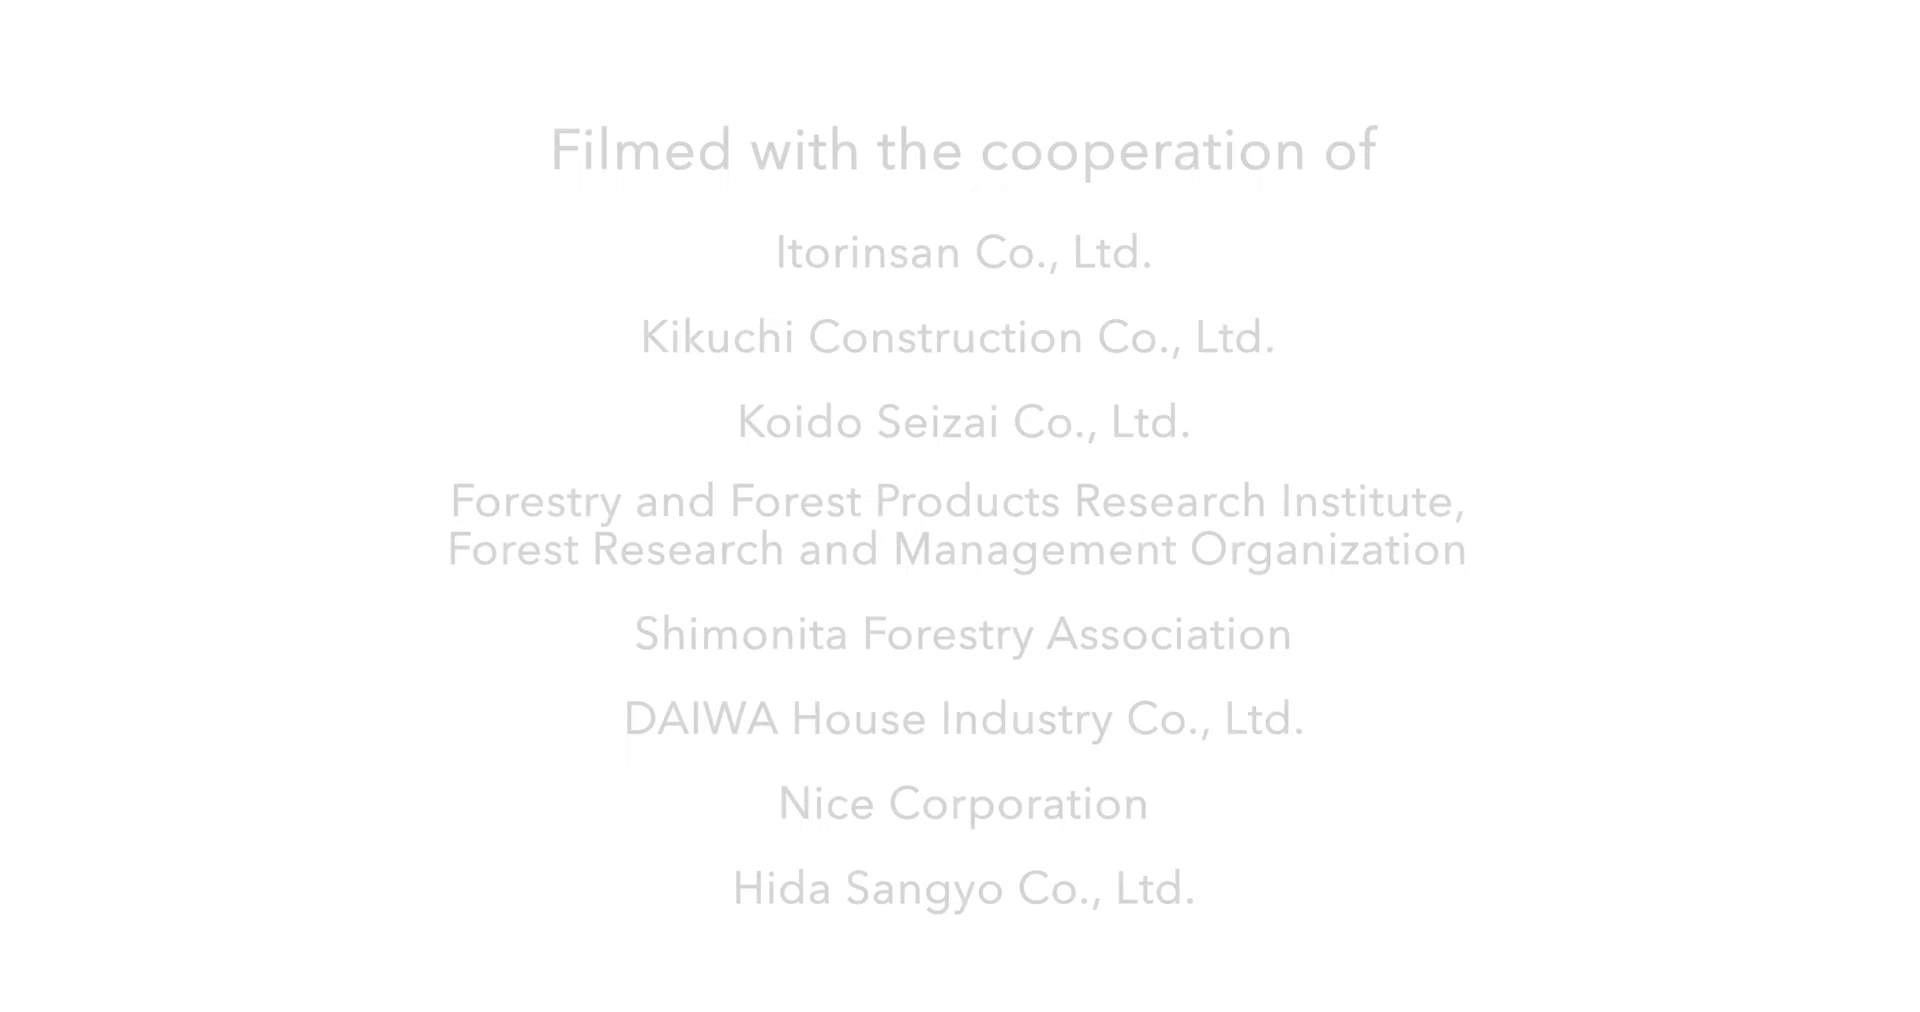 Filmed with the cooperation of
Itorinsan Co., Ltd.
Kikuchi Construction Co., Ltd.
Koido Seizai Co., Ltd.
Forestry and Forest Products Research Institute,
Forest Research and Management Organization
Shimonita Forestry Association
DAIWA House Industry Co., Ltd.
Nice Corporation
Hida Sangyo Co., Ltd.